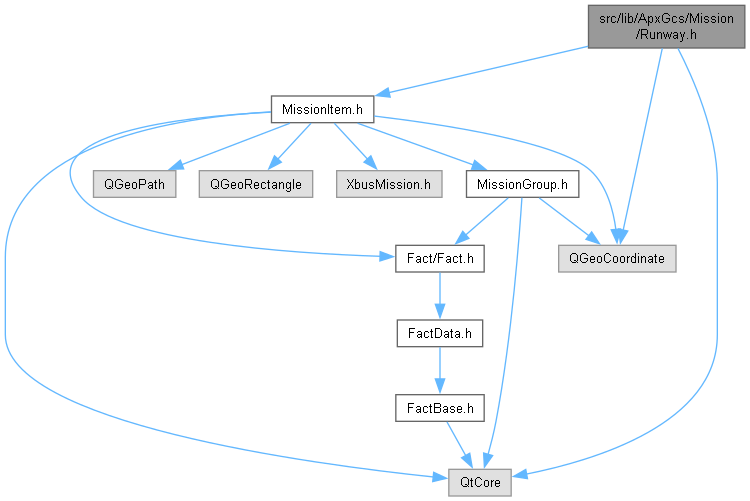 src/lib/ApxGcs/Mission
/Runway.h
MissionItem.h
QGeoPath
QGeoRectangle
XbusMission.h
MissionGroup.h
Fact/Fact.h
QGeoCoordinate
FactData.h
FactBase.h
QtCore